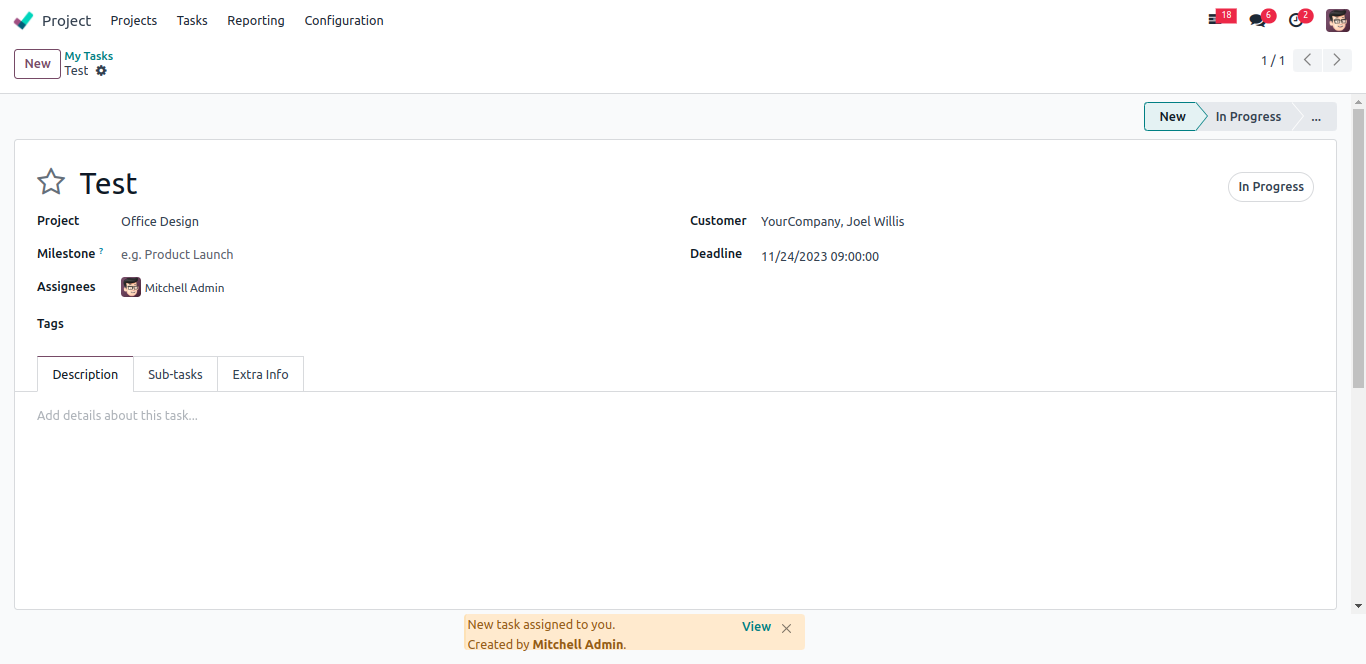 Project Projects Tasks Reporting Configuration 18 6 2
New My Tasks
Test 1 / 1
New In Progress ...
Test In Progress
Project Office Design Customer YourCompany, Joel Willis
Milestone ? e.g. Product Launch Deadline 11/24/2023 09:00:00
Assignees Mitchell Admin
Tags
Description Sub-tasks Extra Info
Add details about this task...
New task assigned to you. View
Created by Mitchell Admin.